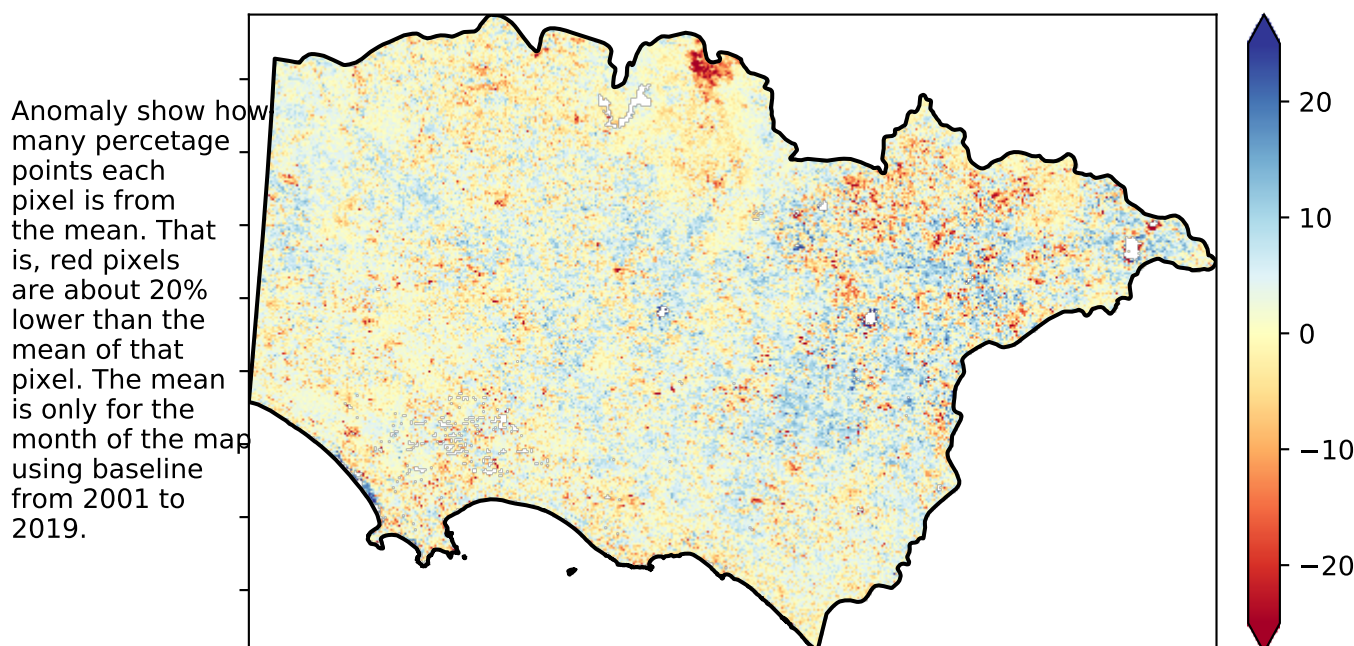 Anomaly show how
many percetage
points each
pixel is from
the mean. That
is, red pixels
are about 20%
lower than the
mean of that
pixel. The mean
is only for the
month of the map
using baseline
from 2001 to
2019.
20
10
0
−10
−20